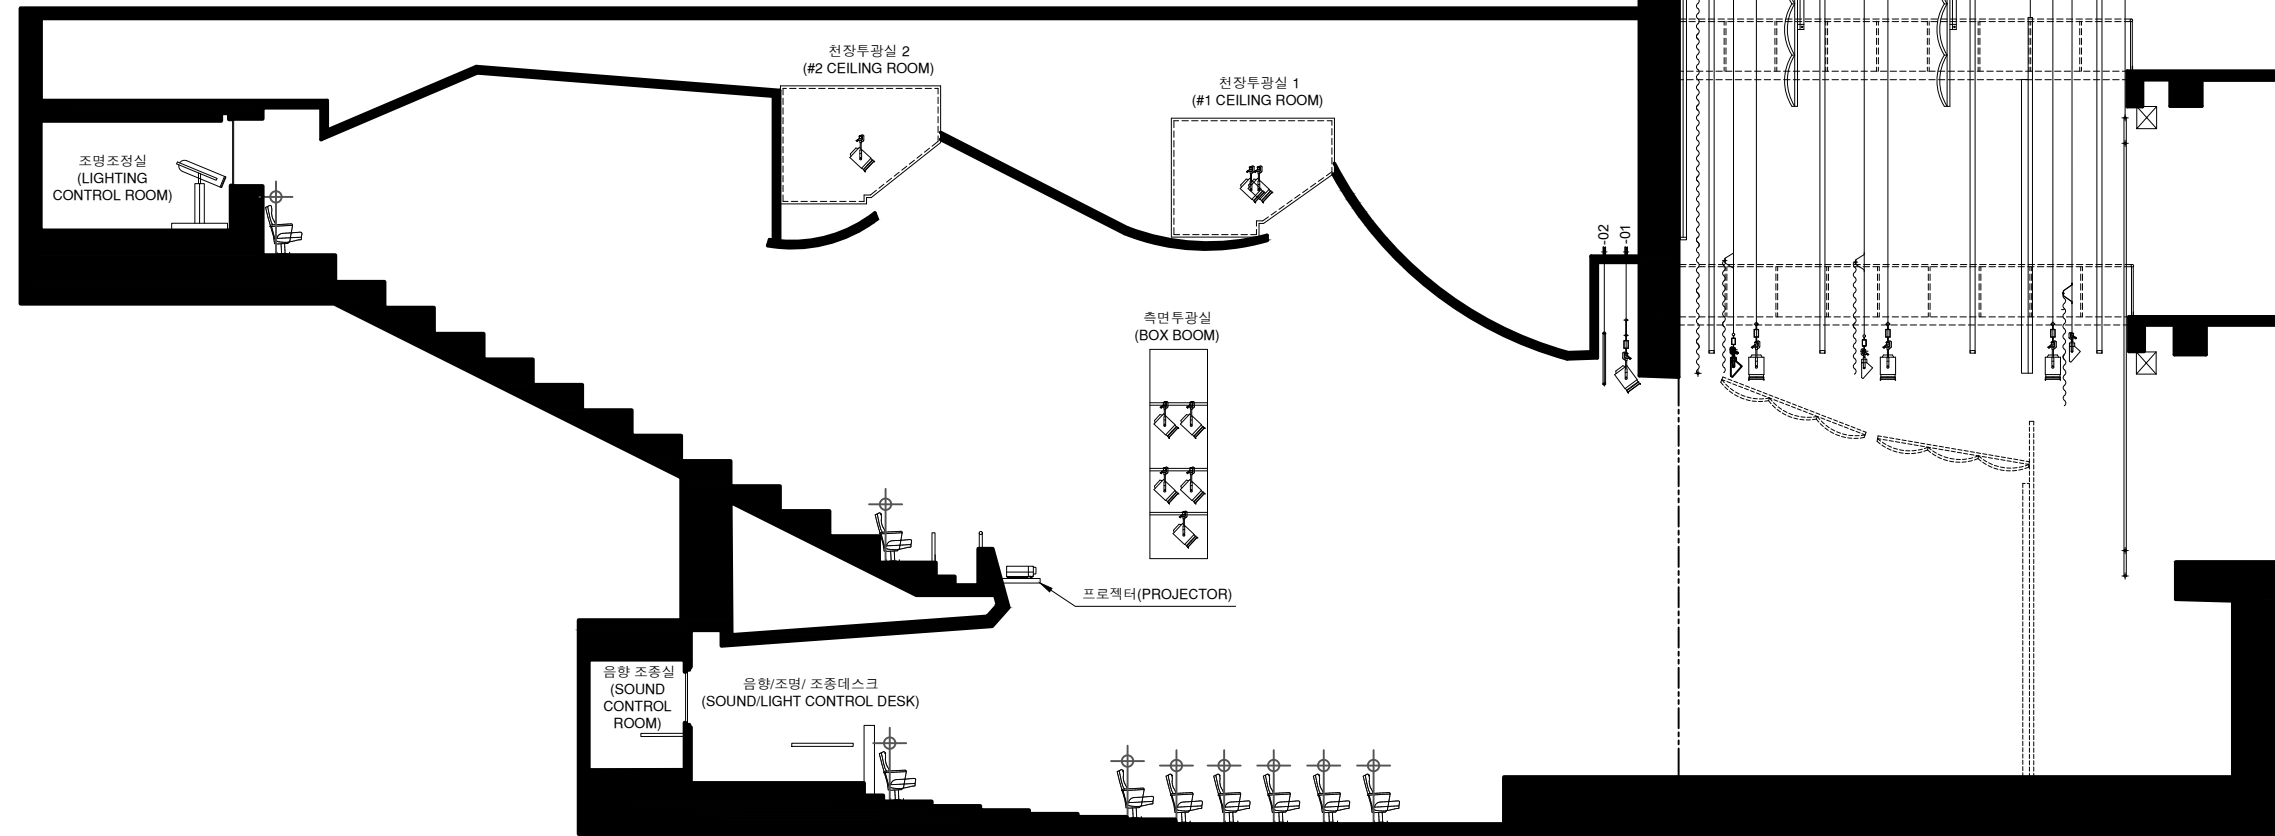 천장투광실 2
(#2 CEILING ROOM)
천장투광실 1
(#1 CEILING ROOM)
조명조정실
(LIGHTING
CONTROL ROOM)
-02
-01
측면투광실
(BOX BOOM)
프로젝터(PROJECTOR)
음향 조종실
(SOUND
CONTROL
ROOM)
음향/조명/ 조종데스크
(SOUND/LIGHT CONTROL DESK)